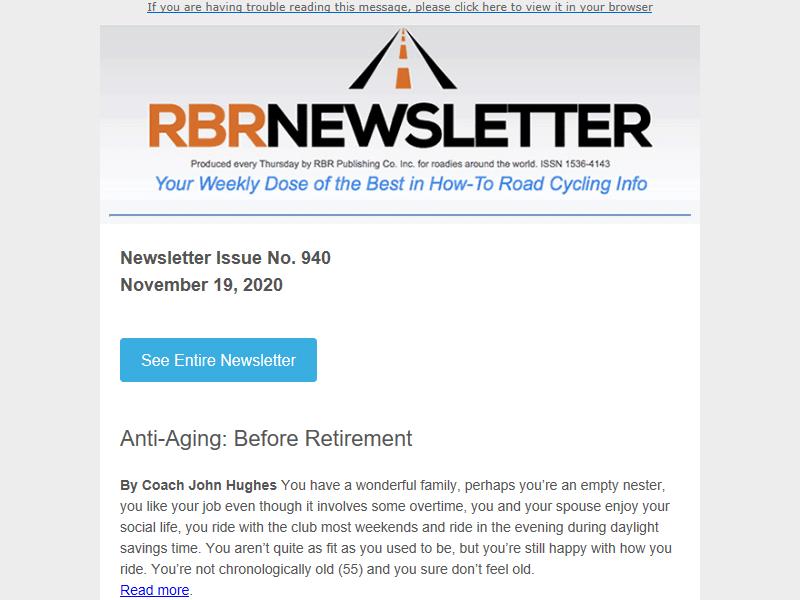 If you are having trouble reading this message, please click here to view it in your browser
RBRNEWSLETTER
Produced every Thursday by RBR Publishing Co. Inc. for roadies around the world. ISSN 1536-4143
Your Weekly Dose of the Best in How-To Road Cycling Info
Newsletter Issue No. 940
November 19, 2020
See Entire Newsletter
Anti-Aging: Before Retirement
By Coach John Hughes You have a wonderful family, perhaps you’re an empty nester,
you like your job even though it involves some overtime, you and your spouse enjoy your
social life, you ride with the club most weekends and ride in the evening during daylight
savings time. You aren’t quite as fit as you used to be, but you’re still happy with how you
ride. You’re not chronologically old (55) and you sure don’t feel old.
Read more.